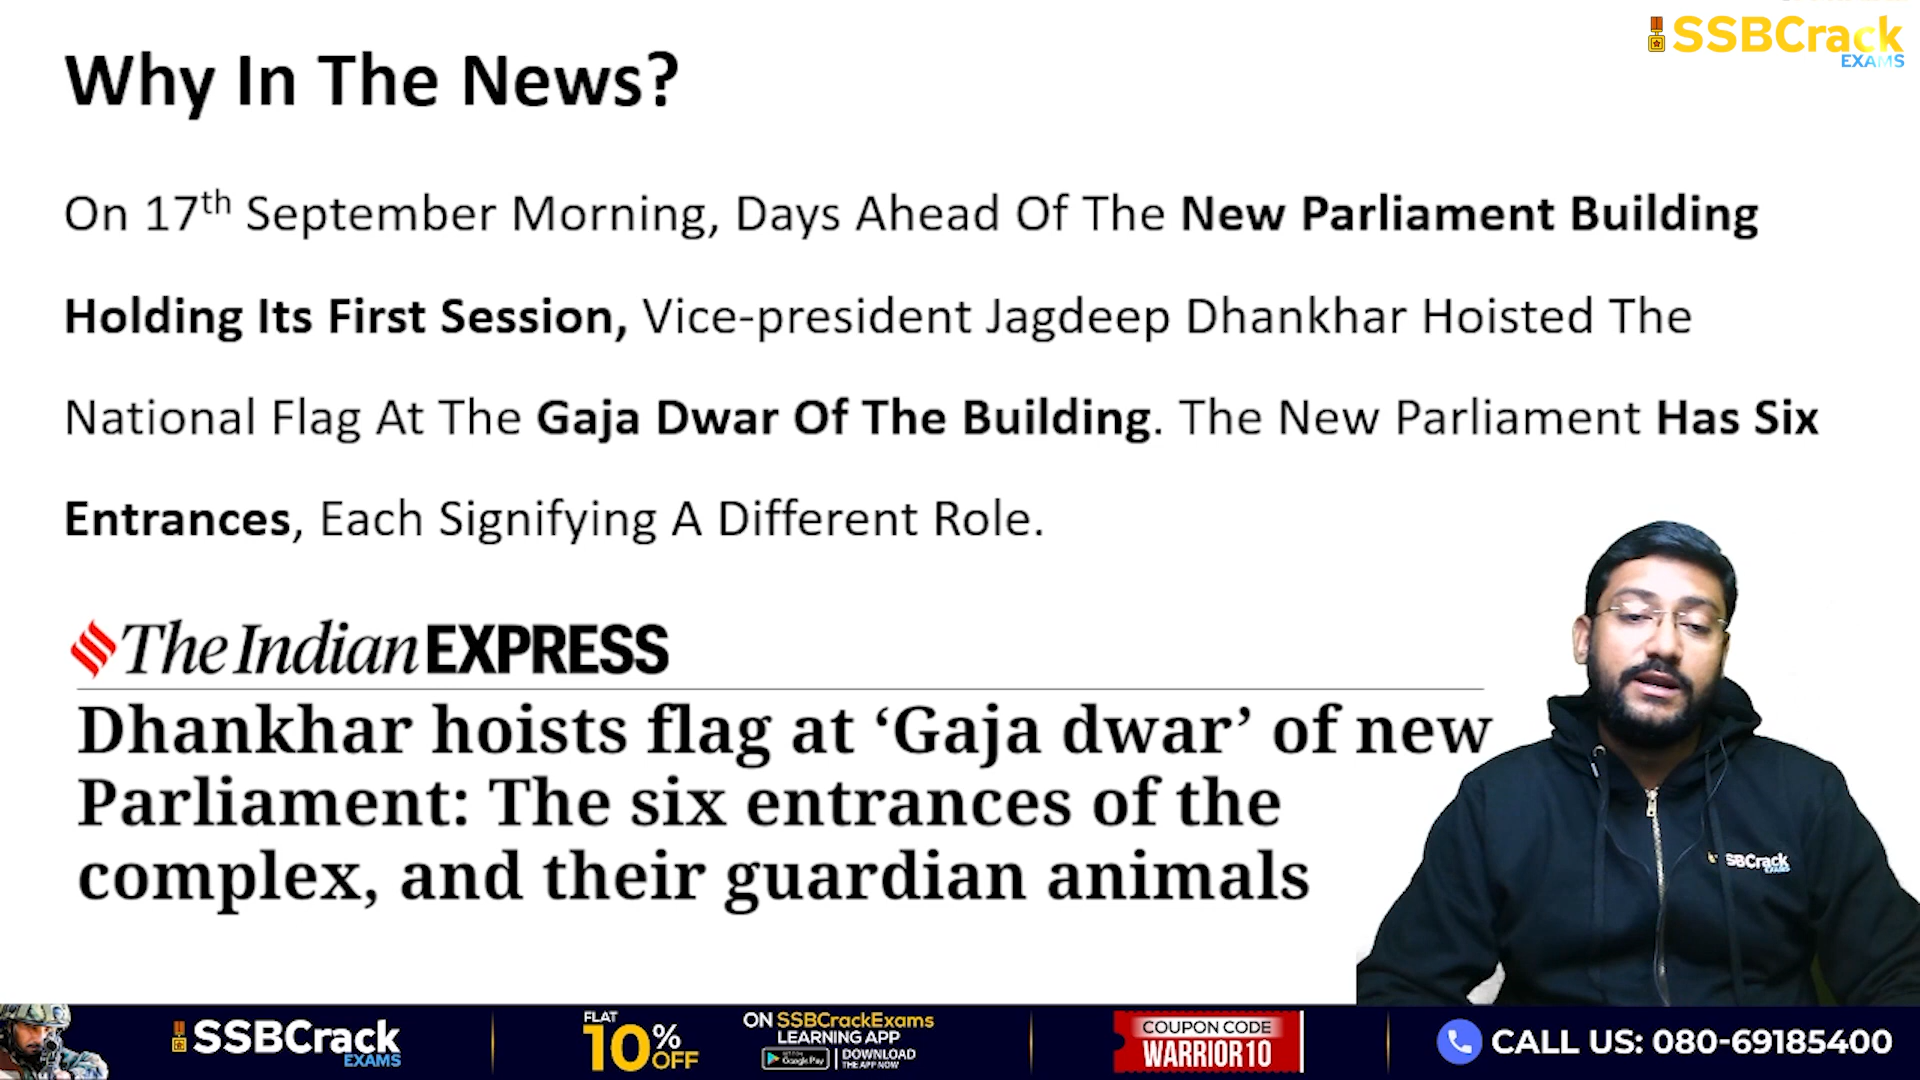 SSBCrack
EXAMS
Why In The News?
On 17th September Morning, Days Ahead Of The New Parliament Building
Holding Its First Session, Vice-president Jagdeep Dhankhar Hoisted The
National Flag At The Gaja Dwar Of The Building. The New Parliament Has Six
Entrances, Each Signifying A Different Role.
The Indian EXPRESS
Dhankhar hoists flag at ‘Gaja dwar’ of new
Parliament: The six entrances of the
complex, and their guardian animals
SBCrack
EXAMS
SSBCrack
EXAMS
FLAT
10% OFF
ON SSBCrackExams
LEARNING APP
Google Play
DOWNLOAD
THE APP NOW
COUPON CODE
WARRIOR10
CALL US: 080-69185400